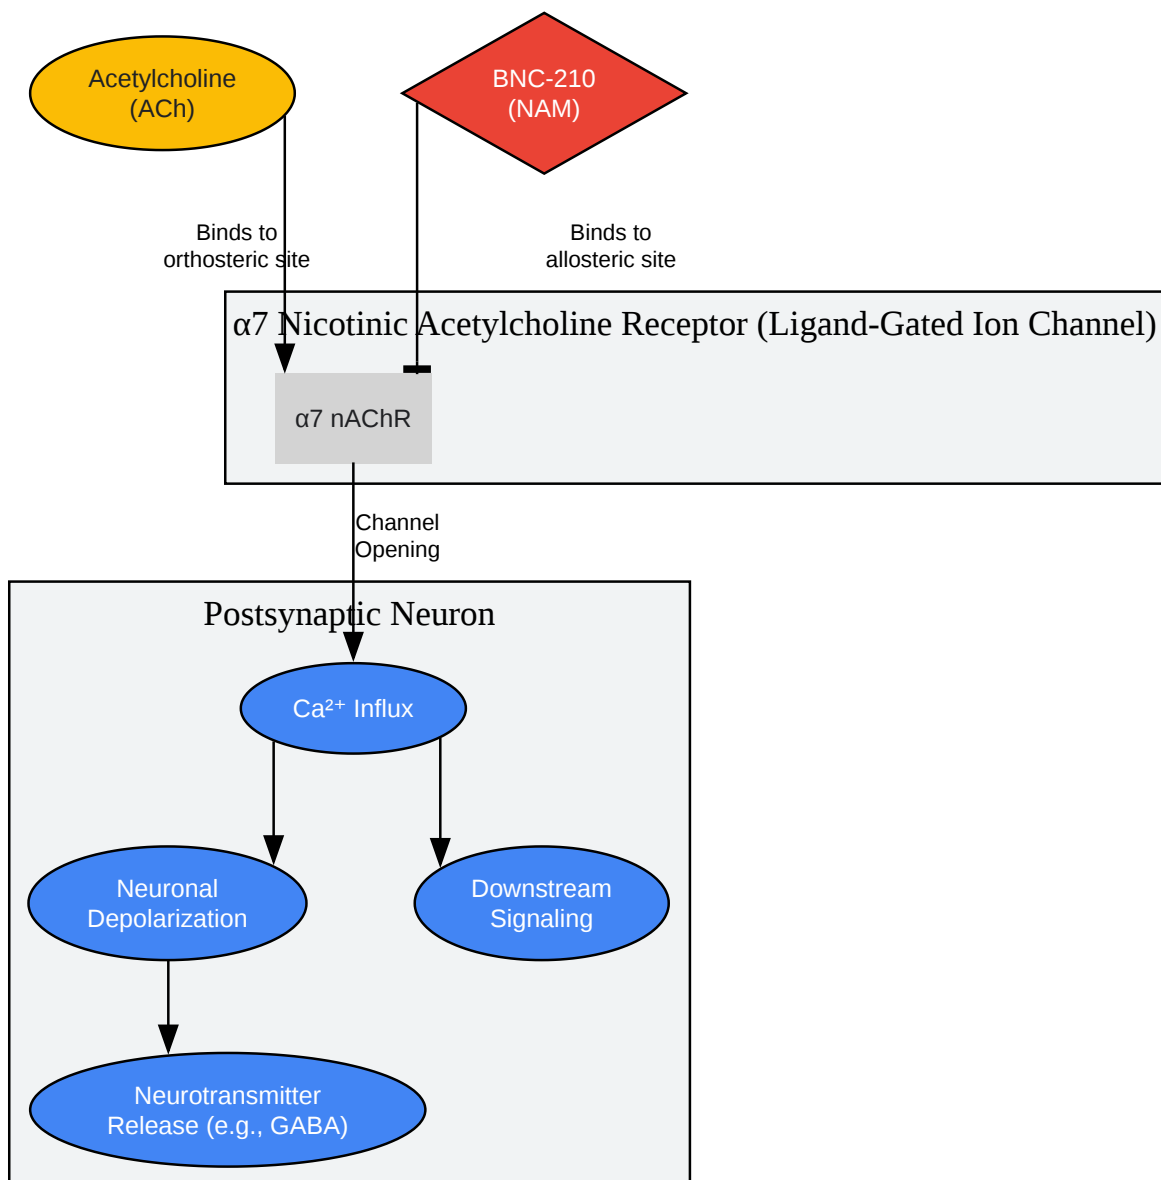 Acetylcholine
(ACh)
BNC-210
(NAM)
Binds to
orthosteric site
Binds to
allosteric site
α7 Nicotinic Acetylcholine Receptor (Ligand-Gated Ion Channel)
α7 nAChR
Channel
Opening
Postsynaptic Neuron
Ca²⁺ Influx
Neuronal
Depolarization
Downstream
Signaling
Neurotransmitter
Release (e.g., GABA)